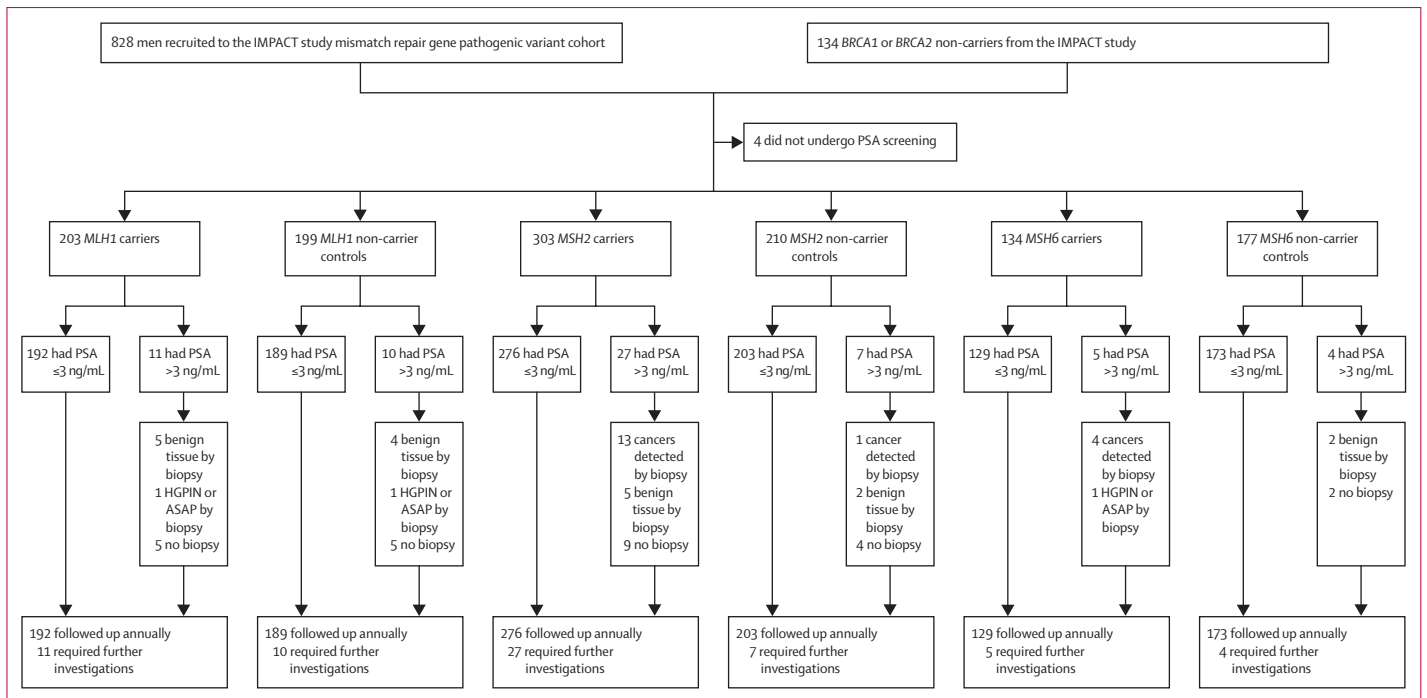 828 men recruited to the IMPACT study mismatch repair gene pathogenic variant cohort
134 BRCA1 or BRCA2 non-carriers from the IMPACT study
4 did not undergo PSA screening
203 MLH1 carriers
199 MLH1 non-carrier
controls
303 MSH2 carriers
210 MSH2 non-carrier
controls
134 MSH6 carriers
177 MSH6 non-carrier
controls
192 had PSA
≤3 ng/mL
11 had PSA
>3 ng/mL
189 had PSA
≤3 ng/mL
10 had PSA
>3 ng/mL
276 had PSA
≤3 ng/mL
27 had PSA
>3 ng/mL
203 had PSA
≤3 ng/mL
7 had PSA
>3 ng/mL
129 had PSA
≤3 ng/mL
5 had PSA
>3 ng/mL
173 had PSA
≤3 ng/mL
4 had PSA
>3 ng/mL
5 benign
tissue by
biopsy
1 HGPIN or
ASAP by
biopsy
5 no biopsy
4 benign
tissue by
biopsy
1 HGPIN or
ASAP by
biopsy
5 no biopsy
13 cancers
detected
by biopsy
5 benign
tissue by
biopsy
9 no biopsy
1 cancer
detected
by biopsy
2 benign
tissue by
biopsy
4 no biopsy
4 cancers
detected
by biopsy
1 HGPIN or
ASAP by
biopsy
2 benign
tissue by
biopsy
2 no biopsy
192 followed up annually
11 required further
investigations
189 followed up annually
10 required further
investigations
276 followed up annually
27 required further
investigations
203 followed up annually
7 required further
investigations
129 followed up annually
5 required further
investigations
173 followed up annually
4 required further
investigations